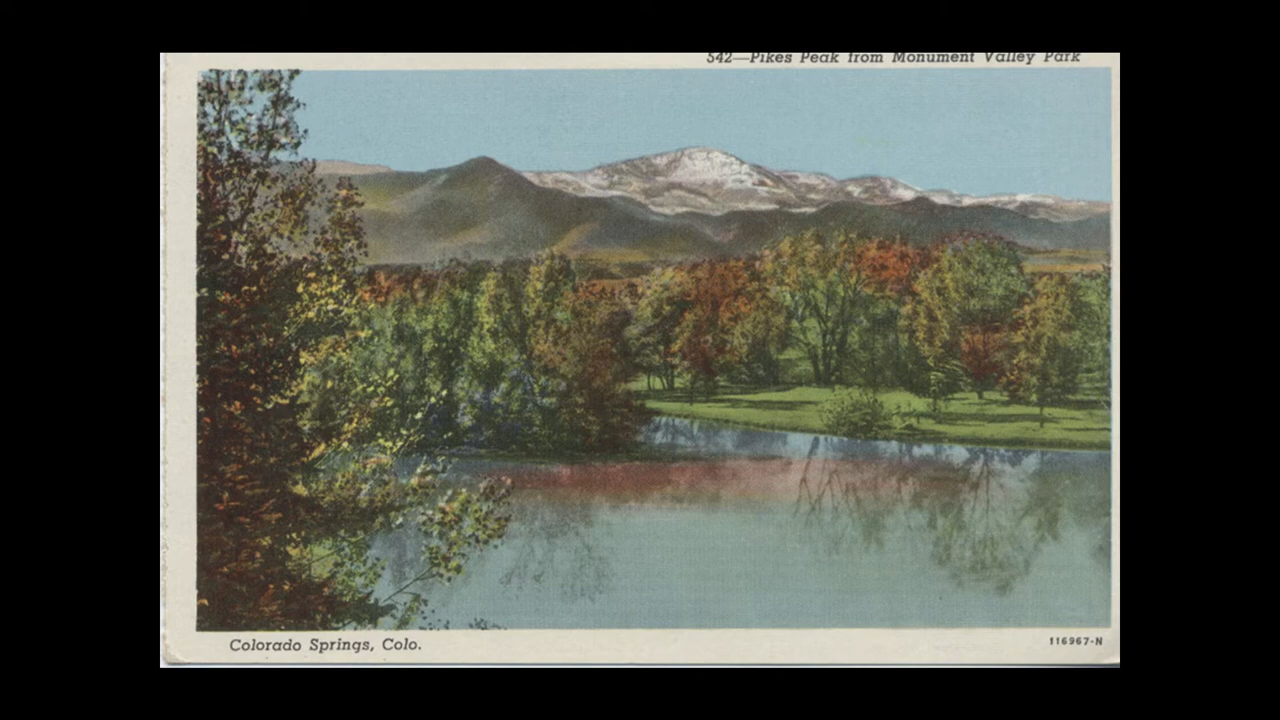 542—Pikes Peak from Monument Valley Park
Colorado Springs, Colo.
116967-N